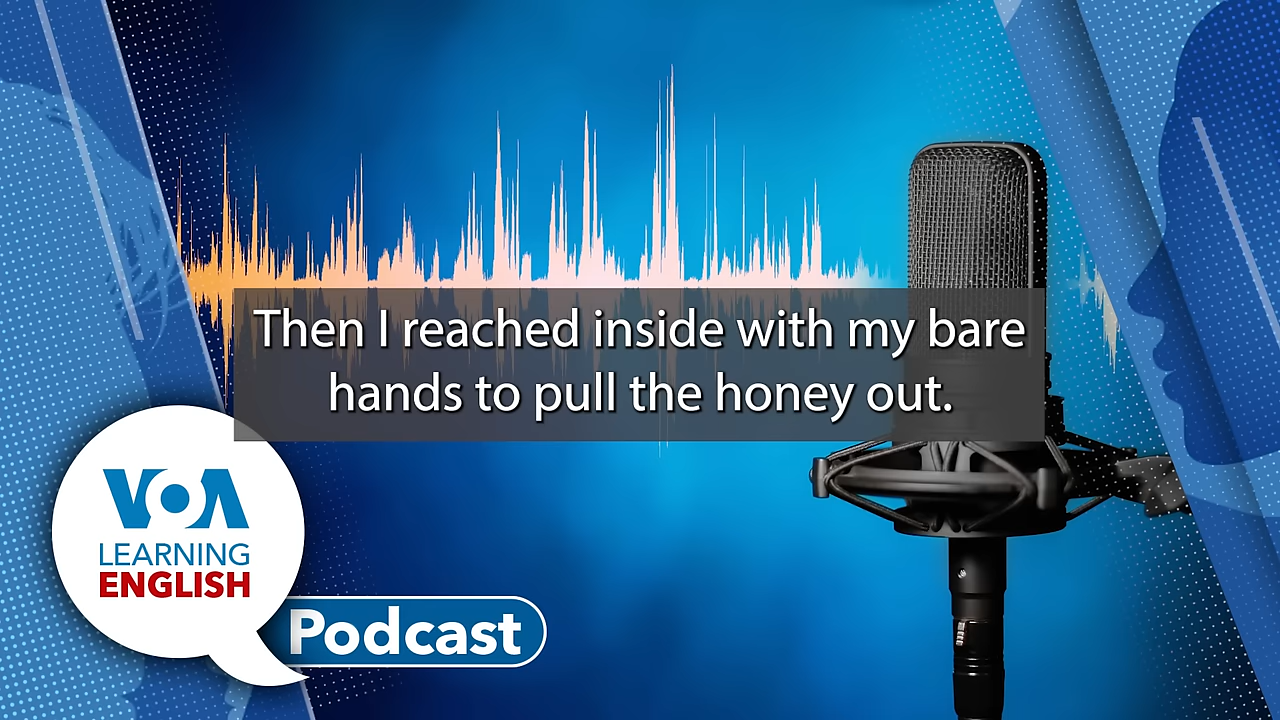 Then I reached inside with my bare
hands to pull the honey out.
VOA
LEARNING
ENGLISH
Podcast